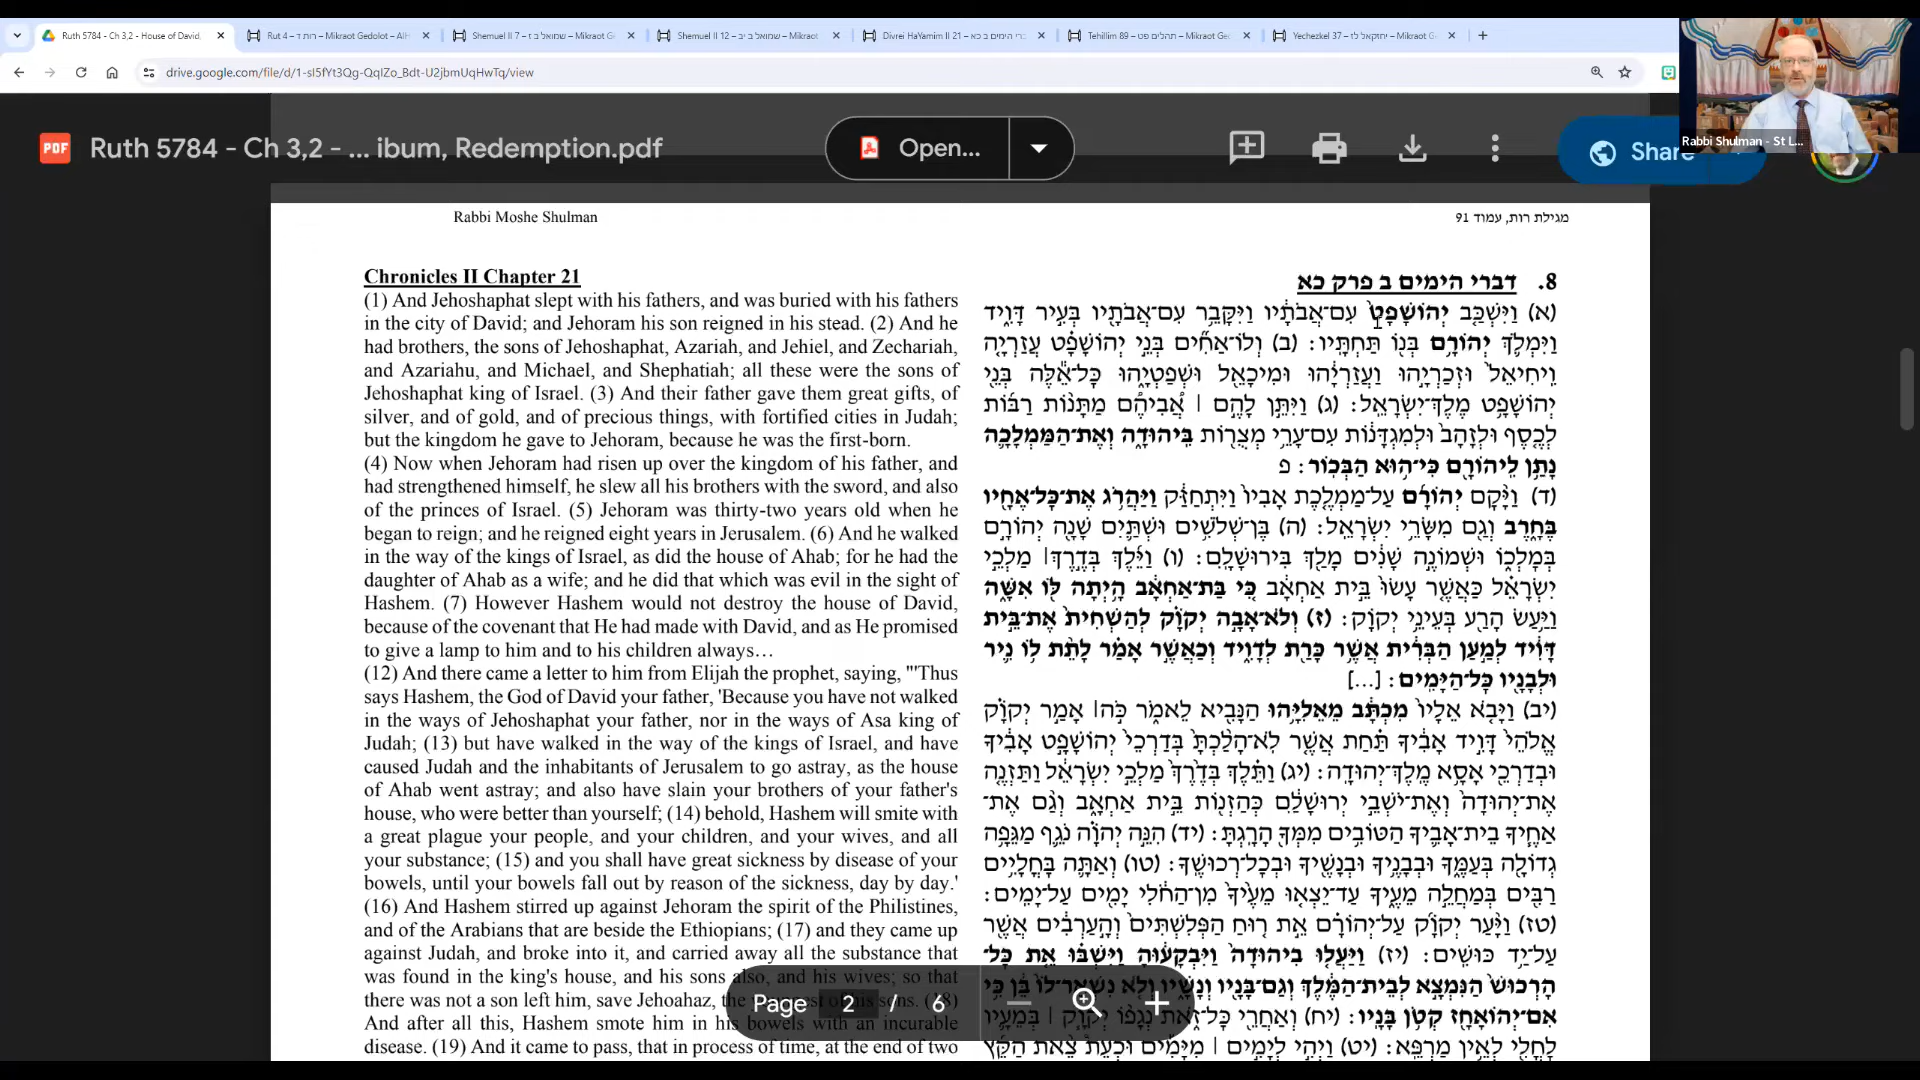 Ruth 5784 - Ch 3,2 - House of David,
Rut 4 – רות ד – Mikraot Gedolot – AlH
Shemuel II 7 – שמואל ב ז – Mikraot G
Shemuel II 12 – שמואל ב יב – Mikraot
Divrei HaYamim II 21 – דברי הימים ב כא
Tehillim 89 – תהלים פט – Mikraot Ge
Yechezkel 37 – יחזקאל לז – Mikraot G
drive.google.com/file/d/1-sI5fYt3Qg-QqIZo_Bdt-U2jbmUqHwTq/view
Rabbi Shulman - St L...
PDF
Ruth 5784 - Ch 3,2 - ... ibum, Redemption.pdf
Open...
Share
Rabbi Moshe Shulman
מגילת רות, עמוד 91
Chronicles II Chapter 21
(1) And Jehoshaphat slept with his fathers, and was buried with his fathers
in the city of David; and Jehoram his son reigned in his stead. (2) And he
had brothers, the sons of Jehoshaphat, Azariah, and Jehiel, and Zechariah,
and Azariahu, and Michael, and Shephatiah; all these were the sons of
Jehoshaphat king of Israel. (3) And their father gave them great gifts, of
silver, and of gold, and of precious things, with fortified cities in Judah;
but the kingdom he gave to Jehoram, because he was the first-born.
(4) Now when Jehoram had risen up over the kingdom of his father, and
had strengthened himself, he slew all his brothers with the sword, and also
of the princes of Israel. (5) Jehoram was thirty-two years old when he
began to reign; and he reigned eight years in Jerusalem. (6) And he walked
in the way of the kings of Israel, as did the house of Ahab; for he had the
daughter of Ahab as a wife; and he did that which was evil in the sight of
Hashem. (7) However Hashem would not destroy the house of David,
because of the covenant that He had made with David, and as He promised
to give a lamp to him and to his children always…
(12) And there came a letter to him from Elijah the prophet, saying, "'Thus
says Hashem, the God of David your father, 'Because you have not walked
in the ways of Jehoshaphat your father, nor in the ways of Asa king of
Judah; (13) but have walked in the way of the kings of Israel, and have
caused Judah and the inhabitants of Jerusalem to go astray, as the house
of Ahab went astray; and also have slain your brothers of your father's
house, who were better than yourself; (14) behold, Hashem will smite with
a great plague your people, and your children, and your wives, and all
your substance; (15) and you shall have great sickness by disease of your
bowels, until your bowels fall out by reason of the sickness, day by day.'
(16) And Hashem stirred up against Jehoram the spirit of the Philistines,
and of the Arabians that are beside the Ethiopians; (17) and they came up
against Judah, and broke into it, and carried away all the substance that
was found in the king's house, and his sons also, and his wives; so that
there was not a son left him, save Jehoahaz, the youngest of his sons. (18)
And after all this, Hashem smote him in his bowels with an incurable
disease. (19) And it came to pass, that in process of time, at the end of two
8. דברי הימים ב פרק כא
(א) וַיִּשְׁכַּ֤ב יְהוֹשָׁפָט֙ עִם־אֲבֹתָ֔יו וַיִּקָּבֵ֥ר עִם־אֲבֹתָ֖יו בְּעִ֣יר דָּוִ֑יד
וַיִּמְלֹ֛ךְ יְהוֹרָ֥ם בְּנ֖וֹ תַּחְתָּֽיו: (ב) וְלֽוֹ־אַחִ֞ים בְּנֵ֣י יְהוֹשָׁפָ֗ט עֲזַרְיָ֤ה
וִֽיחִיאֵל֙ וּזְכַרְיָ֣הוּ וַעֲזַרְיָ֔הוּ וּמִיכָאֵ֖ל וּשְׁפַטְיָ֑הוּ כָּל־אֵ֕לֶּה בְּנֵ֖י
יְהוֹשָׁפָ֥ט מֶֽלֶךְ־יִשְׂרָאֵֽל: (ג) וַיִּתֵּ֣ן לָהֶ֣ם | אֲ֠בִיהֶם מַתָּנ֨וֹת רַבּ֜וֹת
לְכֶ֤סֶף וּלְזָהָב֙ וּלְמִגְדָּנ֔וֹת עִם־עָרֵ֥י מְצֻר֖וֹת בִּֽיהוּדָ֑ה וְאֶת־הַמַּמְלָכָ֛ה
נָתַ֥ן לִֽיהוֹרָ֖ם כִּי־ה֥וּא הַבְּכֽוֹר: פ
(ד) וַיָּ֨קָם יְהוֹרָ֜ם עַל־מַמְלֶ֤כֶת אָבִיו֙ וַיִּתְחַזַּ֔ק וַיַּהֲרֹ֥ג אֶת־כָּל־אֶחָ֖יו
בֶּחָ֑רֶב וְגַ֖ם מִשָּׂרֵ֥י יִשְׂרָאֵֽל: (ה) בֶּן־שְׁלֹשִׁ֥ים וּשְׁתַּ֛יִם שָׁנָ֖ה יְהוֹרָ֣ם
בְּמָלְכ֑וֹ וּשְׁמוֹנֶ֣ה שָׁנִ֔ים מָלַ֖ךְ בִּירוּשָׁלִָֽם: (ו) וַיֵּ֜לֶךְ בְּדֶ֣רֶךְ| מַלְכֵ֣י
יִשְׂרָאֵ֗ל כַּאֲשֶׁ֤ר עָשׂוּ֙ בֵּ֣ית אַחְאָ֔ב כִּ֚י בַּת־אַחְאָ֔ב הָ֥יְתָה לּ֖וֹ אִשָּׁ֑ה
וַיַּ֥עַשׂ הָרַ֖ע בְּעֵינֵ֥י יְקֹוָֽק: (ז) וְלֹא־אָבָ֣ה יְקֹוָ֗ק לְהַשְׁחִית֙ אֶת־בֵּ֣ית
דָּוִ֔יד לְמַ֣עַן הַבְּרִ֔ית אֲשֶׁ֥ר כָּרַ֖ת לְדָוִ֑יד וְכַאֲשֶׁ֣ר אָמַ֗ר לָתֵ֨ת ל֥וֹ נִ֛יר
וּלְבָנָ֖יו כָּל־הַיָּמִֽים: [...]
(יב) וַיָּבֹ֤א אֵלָיו֙ מִכְתָּ֔ב מֵֽאֵלִיָּ֥הוּ הַנָּבִ֖יא לֵאמֹ֑ר כֹּ֣ה| אָמַ֣ר יְקֹוָ֗ק
אֱלֹהֵי֙ דָּוִ֣יד אָבִ֔יךָ תַּ֗חַת אֲשֶׁ֤ר לֹֽא־הָלַ֙כְתָּ֙ בְּדַרְכֵי֙ יְהוֹשָׁפָ֣ט אָבִ֔יךָ
וּבְדַרְכֵ֖י אָסָ֥א מֶֽלֶךְ־יְהוּדָֽה: (יג) וַתֵּ֗לֶךְ בְּדֶ֙רֶךְ֙ מַלְכֵ֣י יִשְׂרָאֵ֔ל וַתַּזְנֶ֧ה
אֶת־יְהוּדָ֛ה וְאֶת־יֹשְׁבֵ֥י יְרוּשָׁלִַ֖ם כְּהַזְנ֣וֹת בֵּ֣ית אַחְאָ֑ב וְגַ֨ם אֶת־
אַחֶ֧יךָ בֵית־אָבִ֛יךָ הַטּוֹבִ֥ים מִמְּךָ֖ הָרָֽגְתָּ: (יד) הִנֵּ֣ה יְהֹוָ֗ה נֹגֵ֛ף מַגֵּפָ֥ה
גְדוֹלָ֖ה בְּעַמֶּ֑ךָ וּבְבָנֶ֥יךָ וּבְנָשֶׁ֖יךָ וּבְכָל־רְכוּשֶֽׁךָ: (טו) וְאַתָּ֛ה בָּחֳלָיִ֥ים
רַבִּ֖ים בְּמַחֲלֵ֣ה מֵעֶ֑יךָ עַד־יֵצְא֤וּ מֵעֶ֙יךָ֙ מִן־הַחֹ֔לִי יָמִ֖ים עַל־יָמִֽים:
(טז) וַיָּ֨עַר יְקֹוָ֜ק עַל־יְהוֹרָ֗ם אֵ֣ת ר֤וּחַ הַפְּלִשְׁתִּים֙ וְהָ֣עַרְבִ֔ים אֲשֶׁ֖ר
עַל־יַ֥ד כּוּשִֽׁים: (יז) וַיַּעֲל֤וּ בִֽיהוּדָה֙ וַיִּבְקָע֔וּהָ וַיִּשְׁבּ֗וּ אֵ֤ת כָּל־
הָרְכוּשׁ֙ הַנִּמְצָ֣א לְבֵית־הַמֶּ֔לֶךְ וְגַם־בָּנָ֖יו וְנָשָׁ֑יו וְלֹ֤א נִשְׁאַר־לוֹ֙ בֵּ֔ן כִּ֥י
אִם־יְהוֹאָחָ֖ז קְטֹ֥ן בָּנָֽיו: (יח) וְאַחֲרֵ֖י כָּל־זֹ֑את נְגָפ֨וֹ יְקֹוָ֧ק | בְּמֵעָ֛יו
לָחֳלִ֖י לְאֵ֥ין מַרְפֵּֽא: (יט) וַיְהִ֣י לְיָמִ֣ים | מִיָּמִ֡ים וּכְעֵת֩ צֵ֨את הַקֵּ֜ץ
Page 2 / 6